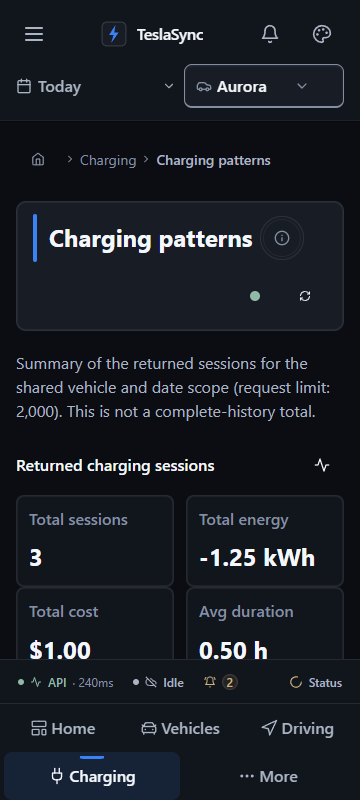 TeslaSync
Today
Aurora
Charging
Charging patterns
Charging patterns
Summary of the returned sessions for the
shared vehicle and date scope (request limit:
2,000). This is not a complete-history total.
Returned charging sessions
Total sessions
3
Total energy
-1.25 kWh
Total cost
$1.00
Avg duration
0.50 h
API · 240ms
Idle
2
Status
Home
Vehicles
Driving
Charging
More